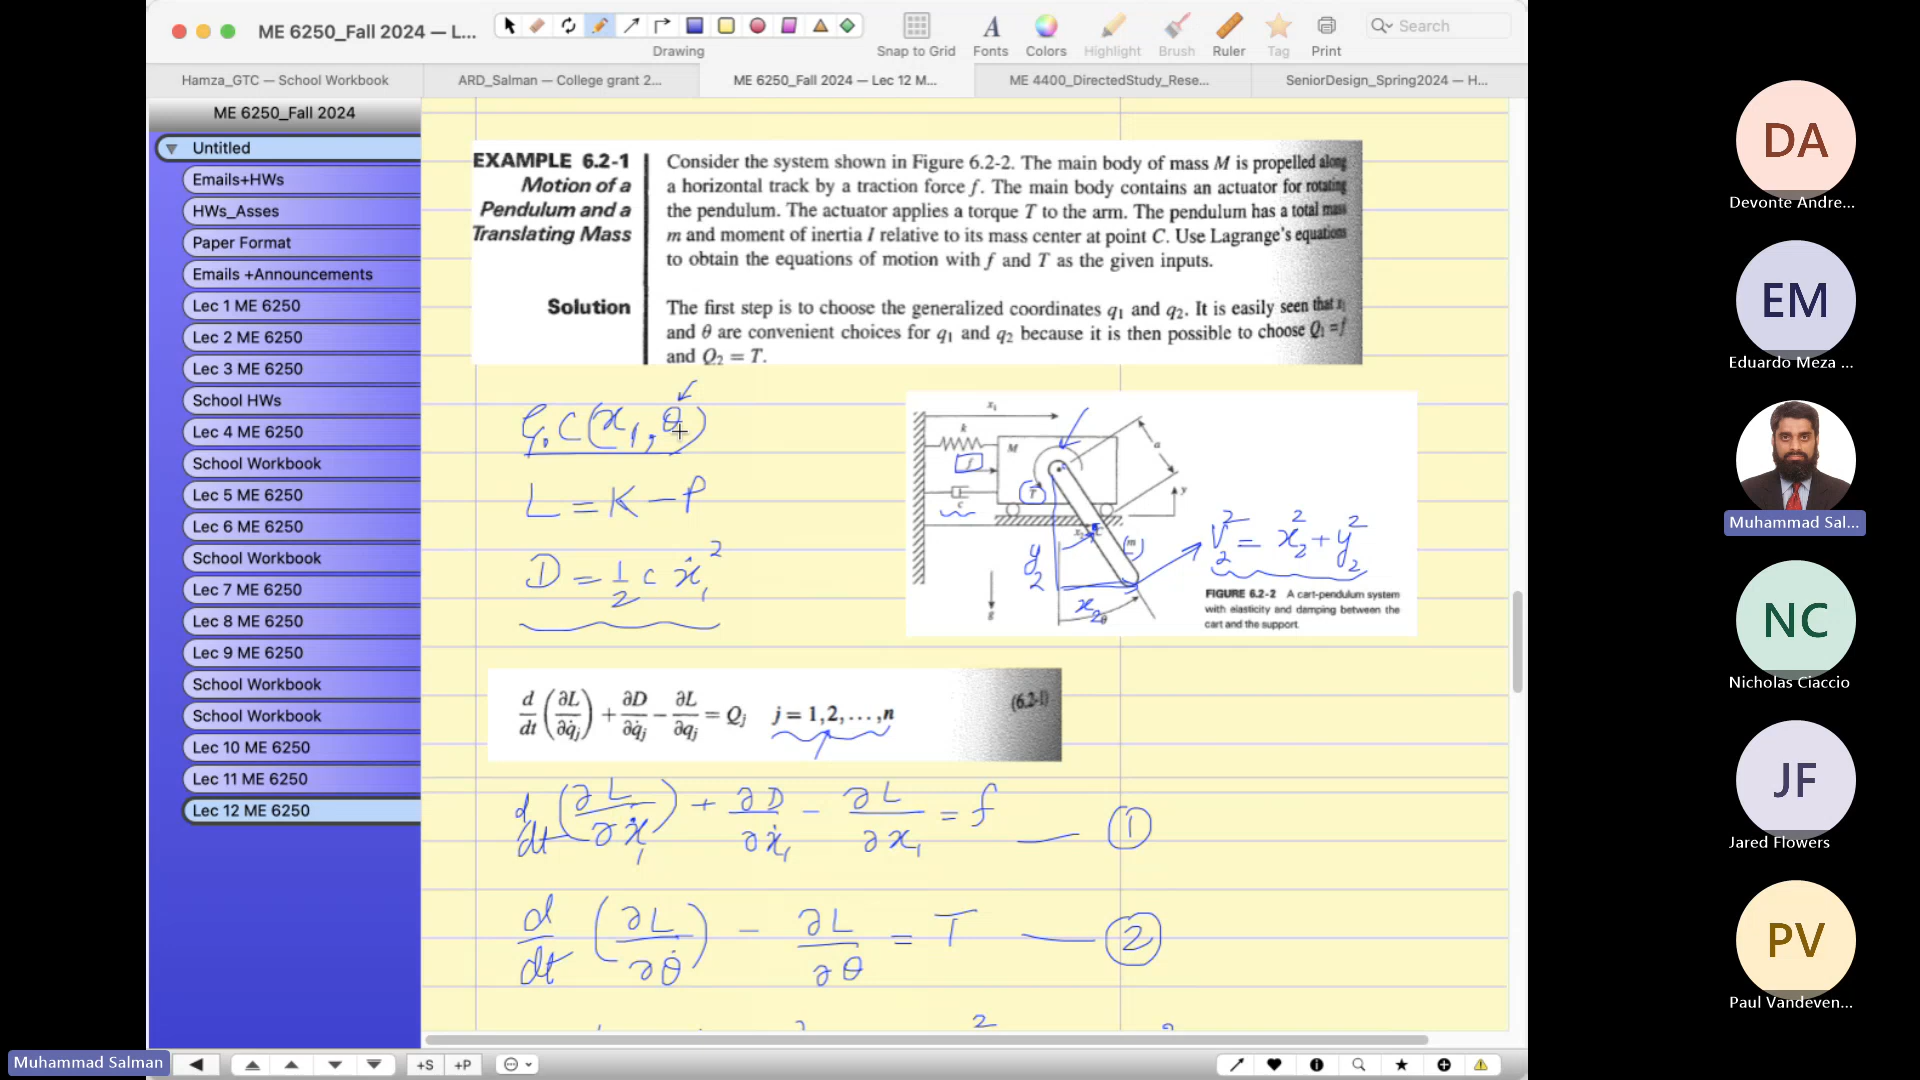 ME 6250_Fall 2024 — L...
Drawing
Snap to Grid
Fonts
Colors
Highlight
Brush
Ruler
Tag
Print
Search
Hamza_GTC — School Workbook
ARD_Salman — College grant 2...
ME 6250_Fall 2024 — Lec 12 M...
ME 4400_DirectedStudy_Rese...
SeniorDesign_Spring2024 — H...
ME 6250_Fall 2024
Untitled
Emails+HWs
HWs_Asses
Paper Format
Emails +Announcements
Lec 1 ME 6250
Lec 2 ME 6250
Lec 3 ME 6250
School HWs
Lec 4 ME 6250
School Workbook
Lec 5 ME 6250
Lec 6 ME 6250
School Workbook
Lec 7 ME 6250
Lec 8 ME 6250
Lec 9 ME 6250
School Workbook
School Workbook
Lec 10 ME 6250
Lec 11 ME 6250
Lec 12 ME 6250
EXAMPLE 6.2-1
Motion of a
Pendulum and a
Translating Mass
Consider the system shown in Figure 6.2-2. The main body of mass M is propelled along
a horizontal track by a traction force f. The main body contains an actuator for rotating
the pendulum. The actuator applies a torque T to the arm. The pendulum has a total mass
m and moment of inertia I relative to its mass center at point C. Use Lagrange's equations
to obtain the equations of motion with f and T as the given inputs.
Solution
The first step is to choose the generalized coordinates q₁ and q₂. It is easily seen that x₁
and θ are convenient choices for q₁ and q₂ because it is then possible to choose Q₁ = f
and Q₂ = T.
G.C(x₁, θ)
L = K – P
D = 1/2 c ẋ₁²
x₁
k
M
f
T
c
a
y
C
m
g
θ
y₂
x₂
V₂² = x₂² + y₂²
FIGURE 6.2-2 A cart-pendulum system
with elasticity and damping between the
cart and the support.
d/dt (∂L/∂q̇ⱼ) + ∂D/∂q̇ⱼ − ∂L/∂qⱼ = Qⱼ j = 1,2,...,n (6.2-1)
d/dt (∂L/∂ẋ₁) + ∂D/∂ẋ₁ − ∂L/∂x₁ = f — ①
d/dt (∂L/∂θ̇) − ∂L/∂θ = T — ②
+S
+P
Muhammad Salman
DA
Devonte Andre...
EM
Eduardo Meza ...
Muhammad Sal...
NC
Nicholas Ciaccio
JF
Jared Flowers
PV
Paul Vandeven...